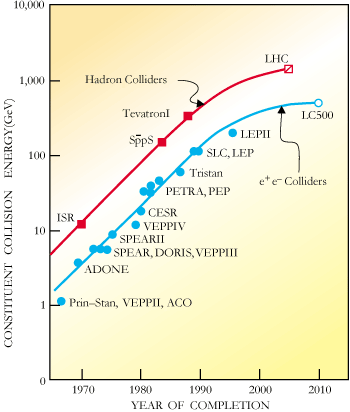 10,000
LHC
1,000
Hadron Colliders
LC500
TevatronI
Sp̄pS
LEPII
100
SLC, LEP
Tristan
e⁺e⁻ Colliders
PETRA, PEP
CESR
ISR
VEPPIV
10
SPEARII
SPEAR, DORIS, VEPPIII
ADONE
1
Prin–Stan, VEPPII, ACO
0
1970 1980 1990 2000 2010
YEAR OF COMPLETION
CONSTITUENT COLLISION ENERGY(GeV)